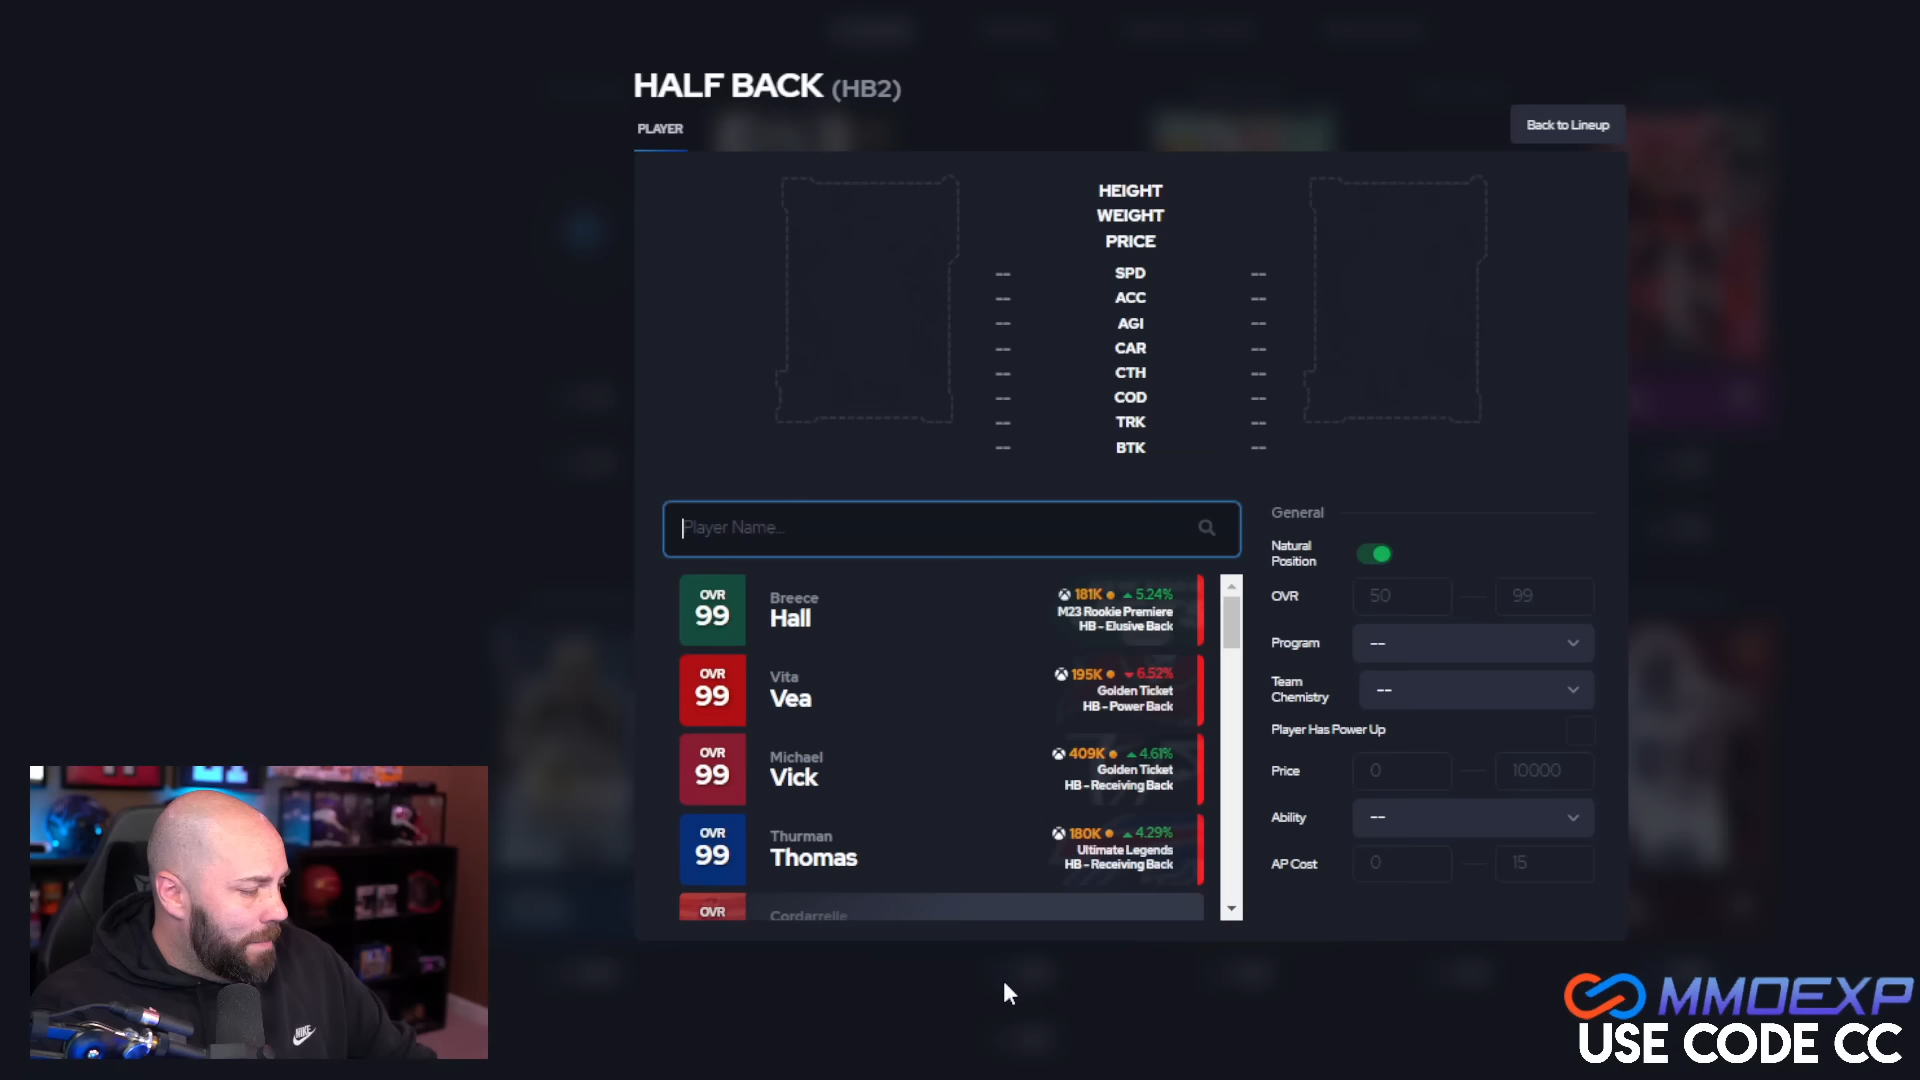 HALF BACK (HB2)
PLAYER
Back to Lineup
HEIGHT
WEIGHT
PRICE
-- SPD --
-- ACC --
-- AGI --
-- CAR --
-- CTH --
-- COD --
-- TRK --
-- BTK --
Player Name...
OVR
99
Breece
Hall
181K 5.24%
M23 Rookie Premiere
HB - Elusive Back
OVR
99
Vita
Vea
195K 6.52%
Golden Ticket
HB - Power Back
OVR
99
Michael
Vick
409K 4.61%
Golden Ticket
HB - Receiving Back
OVR
99
Thurman
Thomas
180K 4.29%
Ultimate Legends
HB - Receiving Back
OVR
Cordarrelle
General
Natural
Position
OVR 50 99
Program --
Team
Chemistry --
Player Has Power Up
Price 0 10000
Ability --
AP Cost 0 15
NIKE
MMOEXP
USE CODE CC